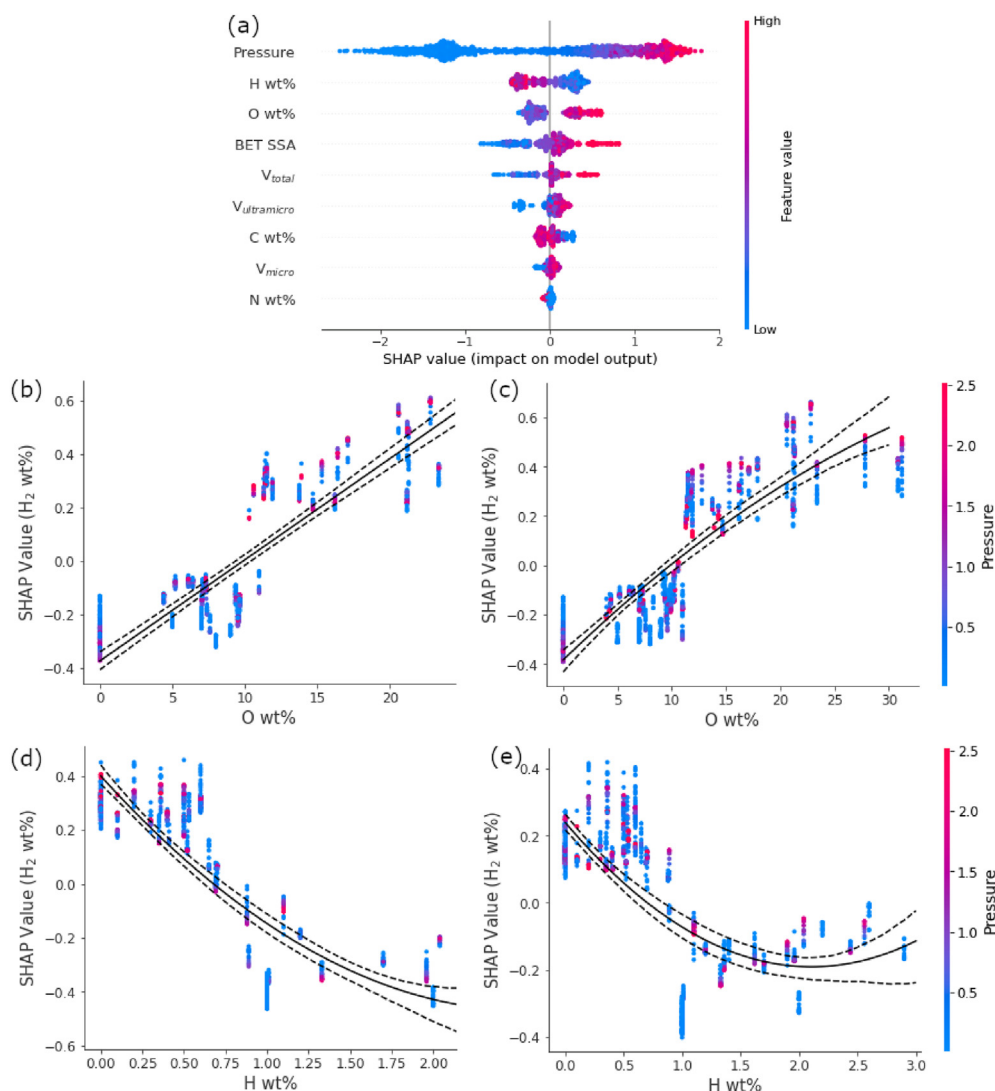 (a)
High
Pressure
H wt%
O wt%
BET SSA
V_total
V_ultramicro
C wt%
V_micro
N wt%
Feature value
Low
−2 −1 0 1 2
SHAP value (impact on model output)
(b)
0.6
0.4
0.2
0.0
−0.2
−0.4
SHAP Value (H₂ wt%)
0 5 10 15 20
O wt%
(c)
0.6
0.4
0.2
0.0
−0.2
−0.4
SHAP Value (H₂ wt%)
0 5 10 15 20 25 30
O wt%
2.5
2.0
1.5
1.0
0.5
Pressure
(d)
0.4
0.2
0.0
−0.2
−0.4
−0.6
SHAP Value (H₂ wt%)
0.00 0.25 0.50 0.75 1.00 1.25 1.50 1.75 2.00
H wt%
(e)
0.4
0.2
0.0
−0.2
−0.4
SHAP Value (H₂ wt%)
0.0 0.5 1.0 1.5 2.0 2.5 3.0
H wt%
2.5
2.0
1.5
1.0
0.5
Pressure